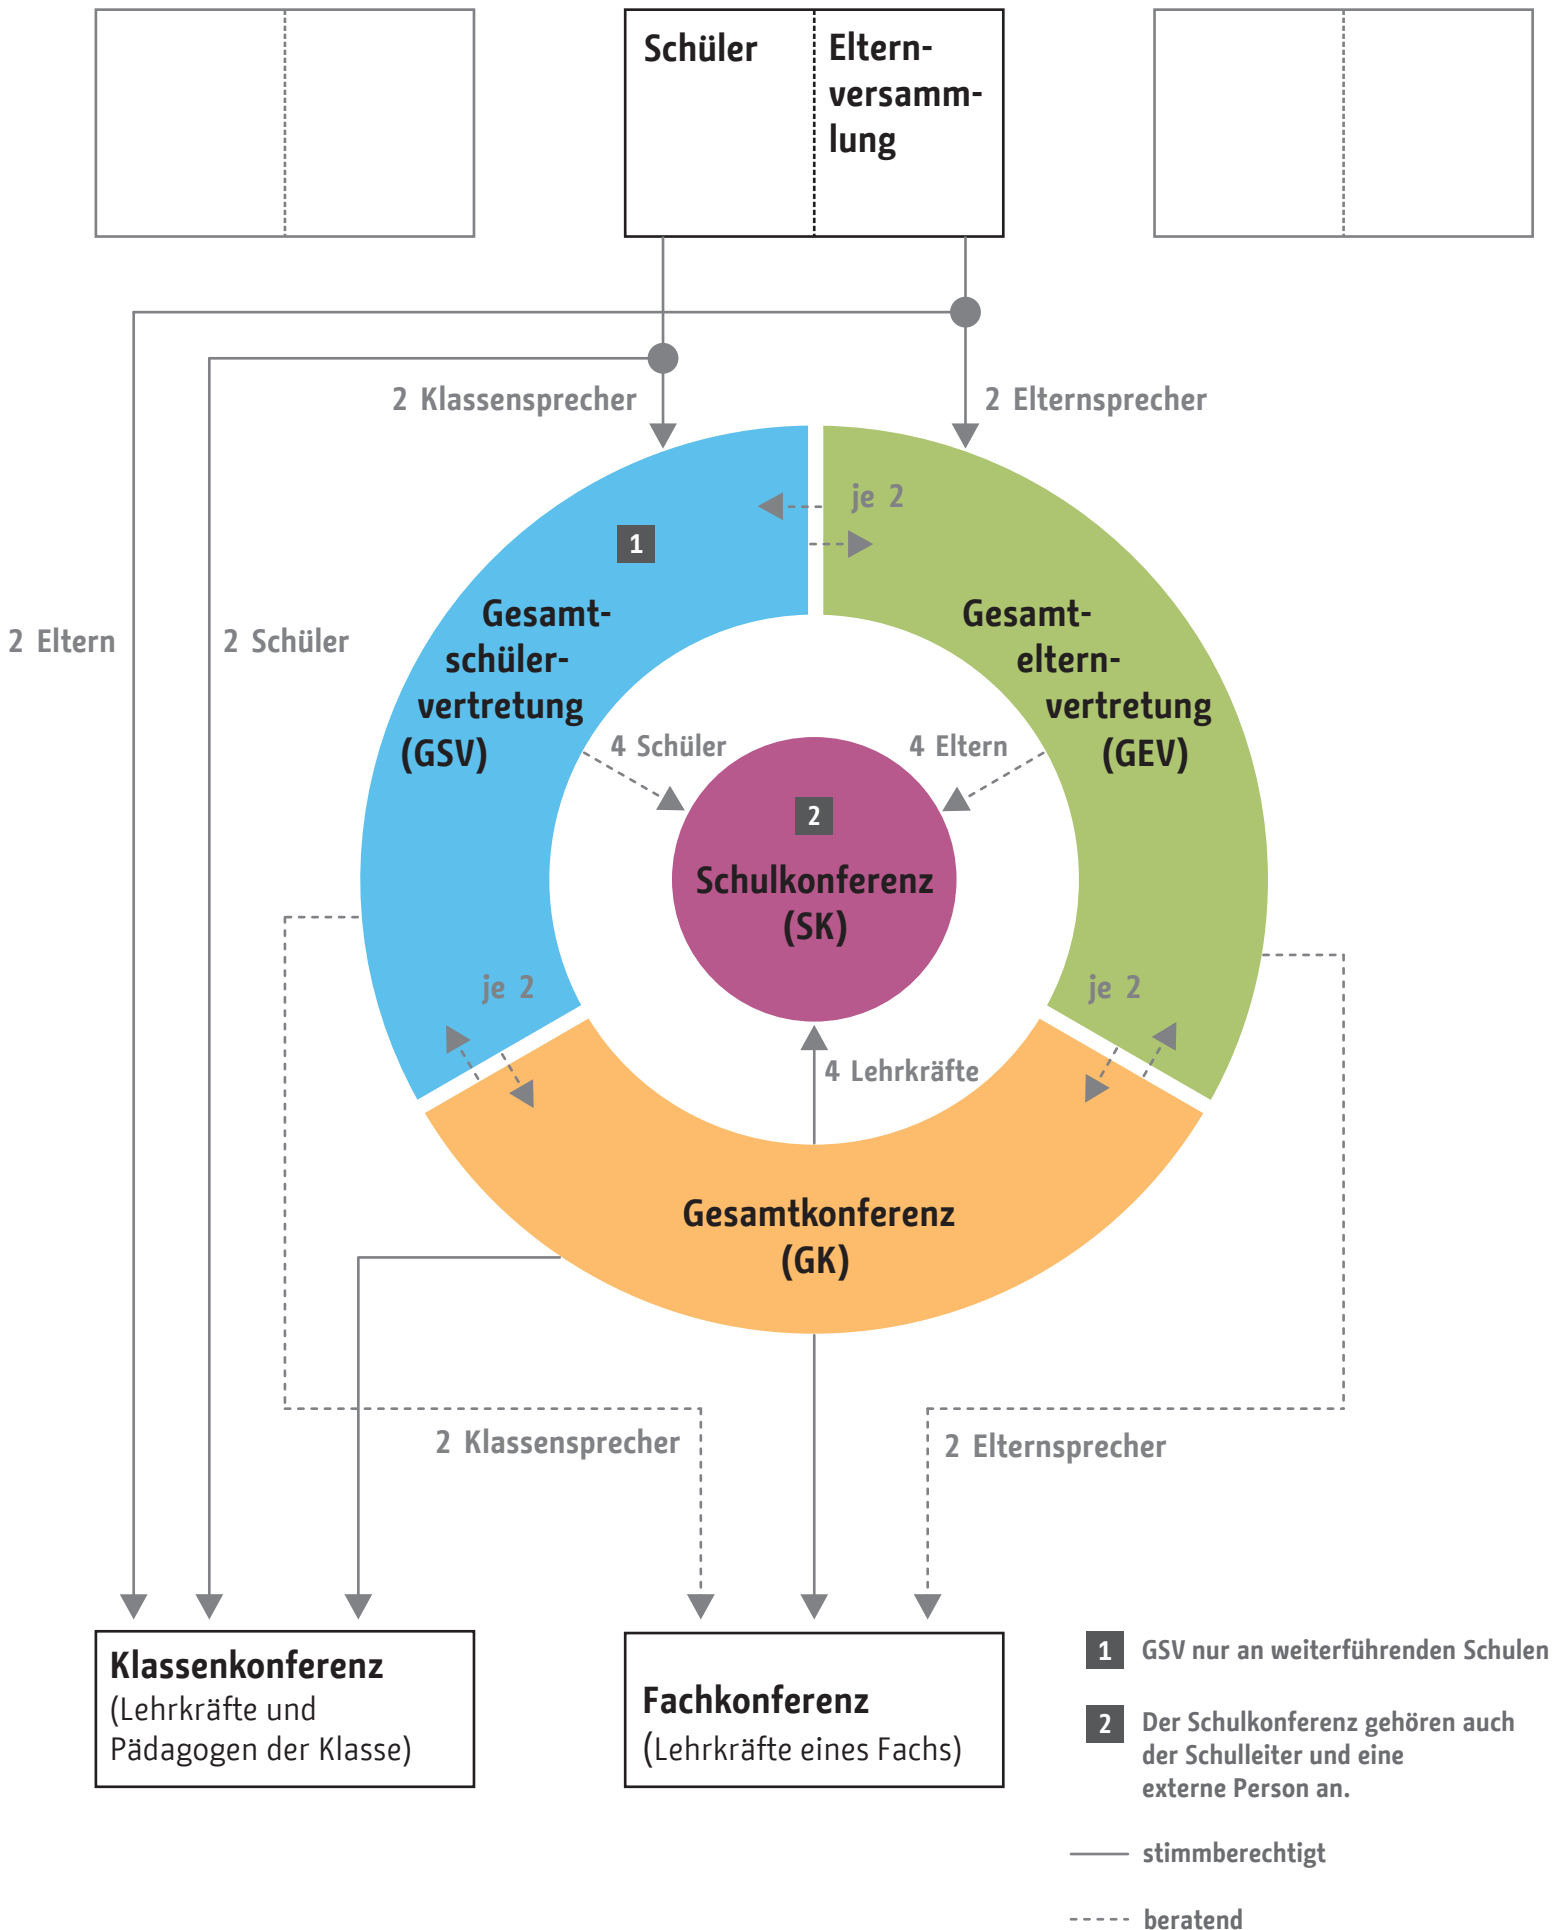 Schüler
Eltern-
versamm-
lung
2 Klassensprecher
2 Elternsprecher
je 2
1
2 Eltern
2 Schüler
Gesamt-
schüler-
vertretung
(GSV)
Gesamt-
eltern-
vertretung
(GEV)
4 Schüler
4 Eltern
2
Schulkonferenz
(SK)
je 2
je 2
4 Lehrkräfte
Gesamtkonferenz
(GK)
2 Klassensprecher
2 Elternsprecher
Klassenkonferenz
(Lehrkräfte und
Pädagogen der Klasse)
Fachkonferenz
(Lehrkräfte eines Fachs)
1 GSV nur an weiterführenden Schulen
2 Der Schulkonferenz gehören auch
der Schulleiter und eine
externe Person an.
stimmberechtigt
beratend